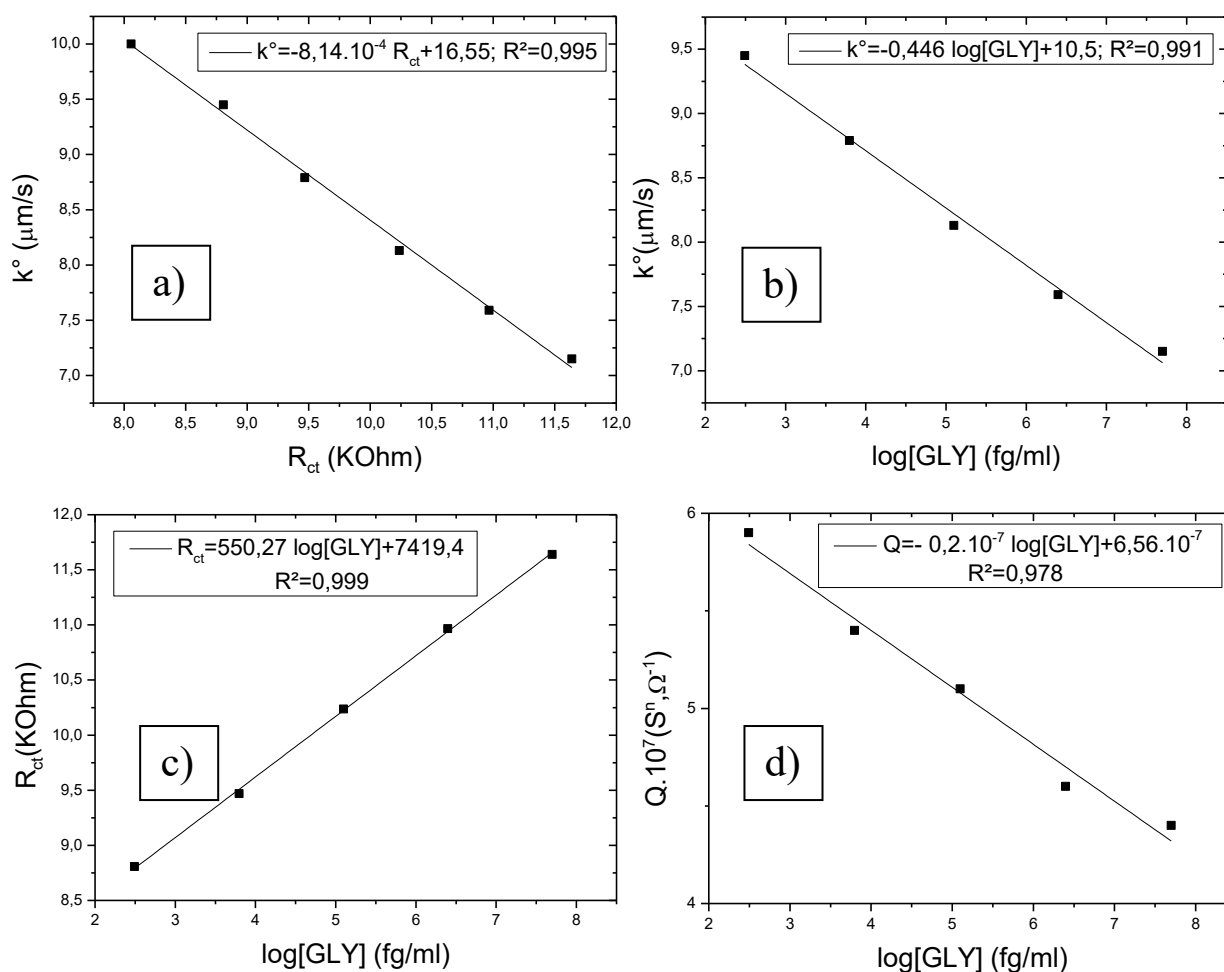 k°=-8,14.10⁻⁴ R_ct+16,55; R²=0,995
10,0
9,5
9,0
8,5
8,0
7,5
7,0
k° (μm/s)
a)
8,0 8,5 9,0 9,5 10,0 10,5 11,0 11,5 12,0
R_ct (KOhm)
k°=-0,446 log[GLY]+10,5; R²=0,991
9,5
9,0
8,5
8,0
7,5
7,0
k°(μm/s)
b)
2 3 4 5 6 7 8
log[GLY] (fg/ml)
R_ct=550,27 log[GLY]+7419,4
R²=0,999
12,0
11,5
11,0
10,5
10,0
9,5
9,0
8,5
R_ct(KOhm)
c)
2 3 4 5 6 7 8
log[GLY] (fg/ml)
Q=- 0,2.10⁻⁷ log[GLY]+6,56.10⁻⁷
R²=0,978
6
5
4
Q.10⁷(Sⁿ,Ω⁻¹)
d)
2 3 4 5 6 7 8
log[GLY] (fg/ml)